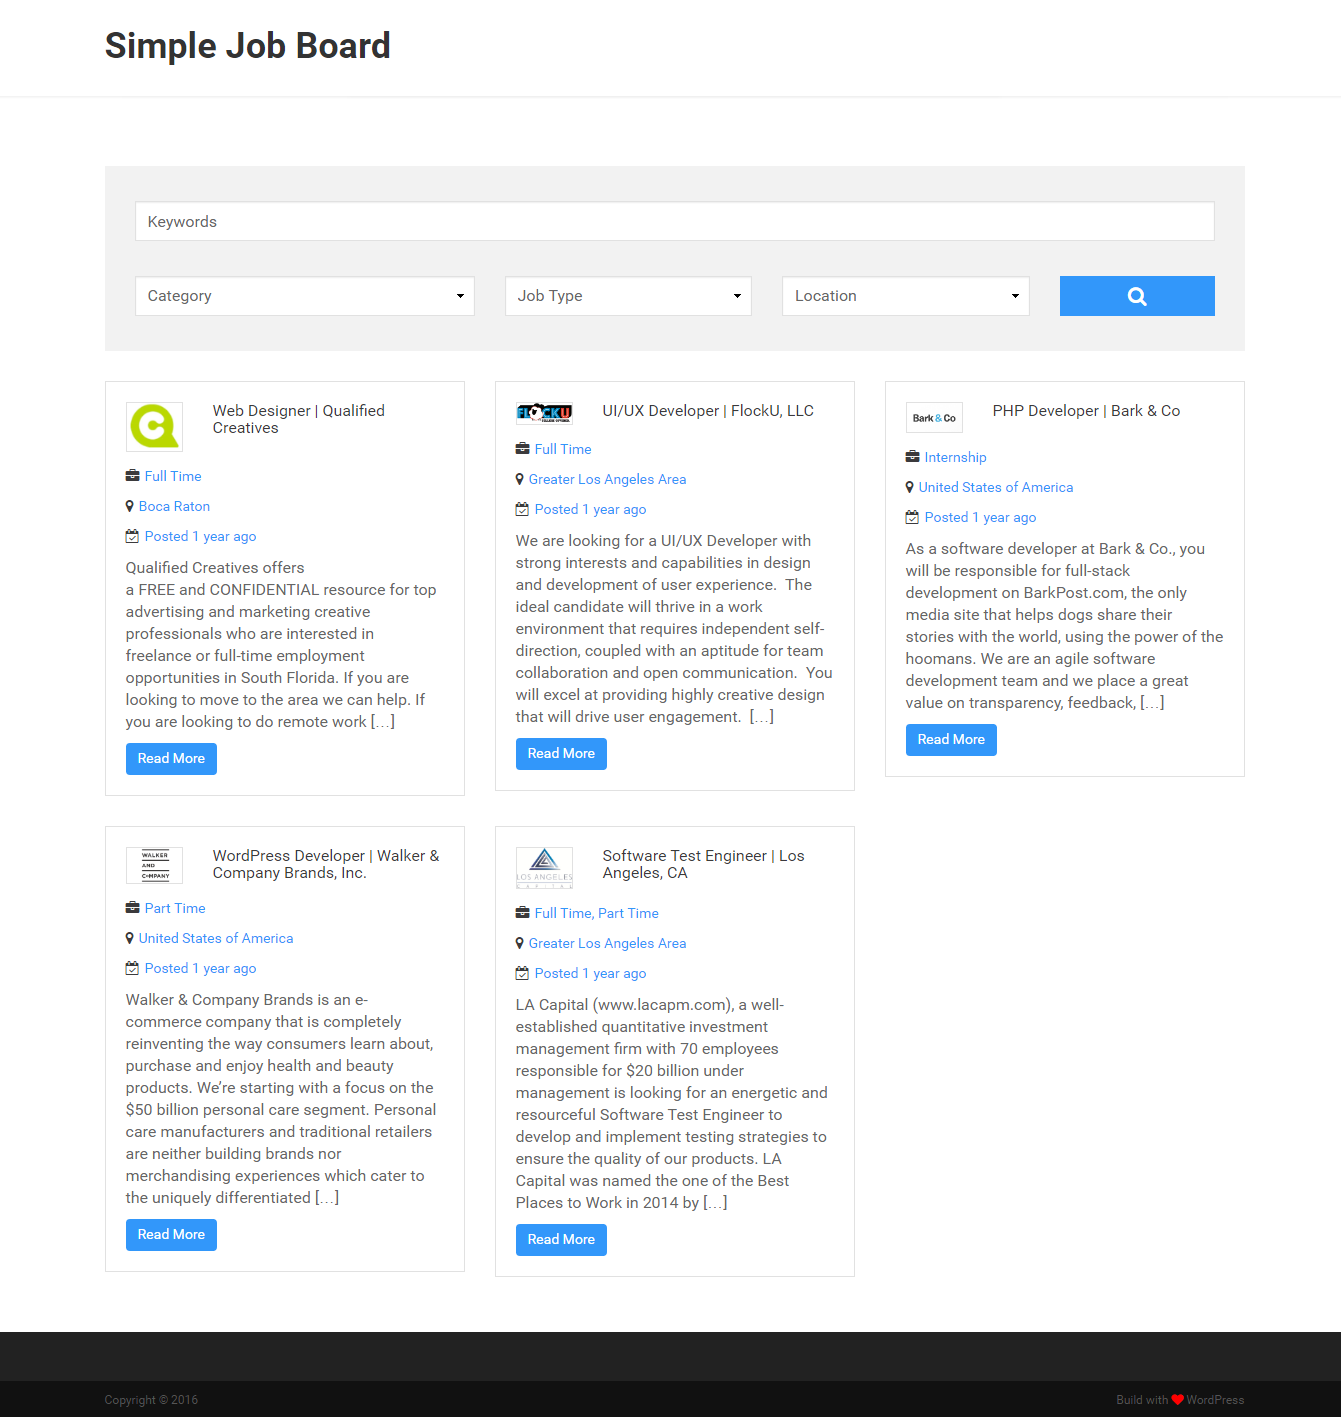 Simple Job Board
Keywords
Category
Job Type
Location
Web Designer | Qualified
Creatives
Full Time
Boca Raton
Posted 1 year ago
Qualified Creatives offers
a FREE and CONFIDENTIAL resource for top
advertising and marketing creative
professionals who are interested in
freelance or full-time employment
opportunities in South Florida. If you are
looking to move to the area we can help. If
you are looking to do remote work […]
Read More
FLOCKU
UI/UX Developer | FlockU, LLC
Full Time
Greater Los Angeles Area
Posted 1 year ago
We are looking for a UI/UX Developer with
strong interests and capabilities in design
and development of user experience.  The
ideal candidate will thrive in a work
environment that requires independent self-
direction, coupled with an aptitude for team
collaboration and open communication.  You
will excel at providing highly creative design
that will drive user engagement.  […]
Read More
Bark & Co
PHP Developer | Bark & Co
Internship
United States of America
Posted 1 year ago
As a software developer at Bark & Co., you
will be responsible for full-stack
development on BarkPost.com, the only
media site that helps dogs share their
stories with the world, using the power of the
hoomans. We are an agile software
development team and we place a great
value on transparency, feedback, […]
Read More
WALKER
AND
COMPANY
WordPress Developer | Walker &
Company Brands, Inc.
Part Time
United States of America
Posted 1 year ago
Walker & Company Brands is an e-
commerce company that is completely
reinventing the way consumers learn about,
purchase and enjoy health and beauty
products. We’re starting with a focus on the
$50 billion personal care segment. Personal
care manufacturers and traditional retailers
are neither building brands nor
merchandising experiences which cater to
the uniquely differentiated […]
Read More
LOS ANGELES
CAPITAL
Software Test Engineer | Los
Angeles, CA
Full Time, Part Time
Greater Los Angeles Area
Posted 1 year ago
LA Capital (www.lacapm.com), a well-
established quantitative investment
management firm with 70 employees
responsible for $20 billion under
management is looking for an energetic and
resourceful Software Test Engineer to
develop and implement testing strategies to
ensure the quality of our products. LA
Capital was named the one of the Best
Places to Work in 2014 by […]
Read More
Copyright © 2016
Build with WordPress